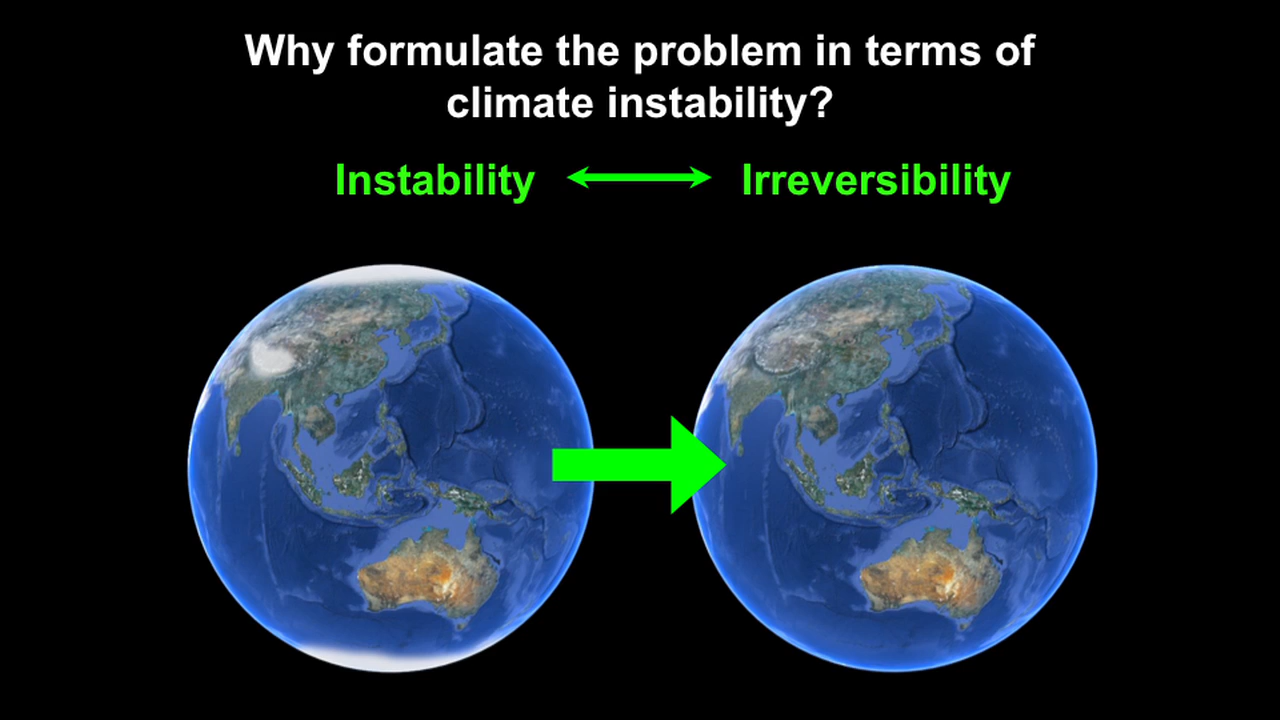 Why formulate the problem in terms of
climate instability?
Instability Irreversibility